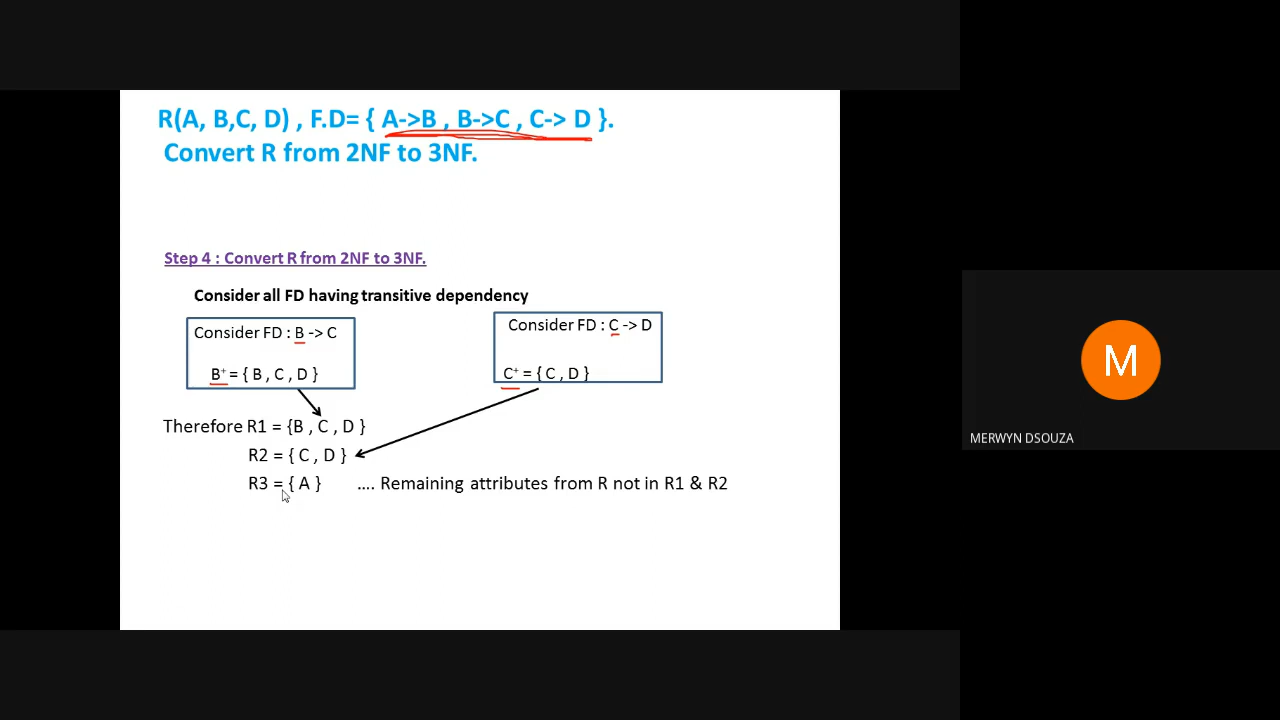 R(A, B,C, D) , F.D= { A->B , B->C , C-> D }.
Convert R from 2NF to 3NF.
Step 4 : Convert R from 2NF to 3NF.
Consider all FD having transitive dependency
Consider FD : B -> C
B⁺ = { B , C , D }
Consider FD : C -> D
C⁺ = { C , D }
Therefore R1 = {B , C , D }
R2 = { C , D }
R3 = { A } .... Remaining attributes from R not in R1 & R2
M
MERWYN DSOUZA